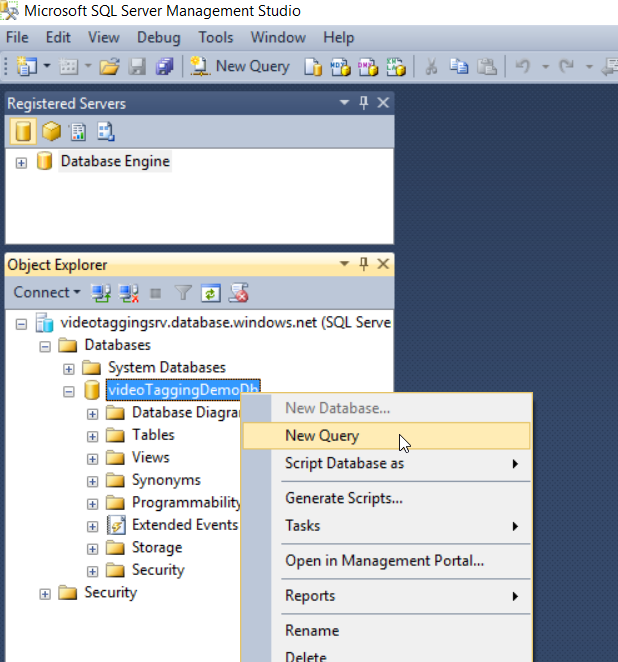 Microsoft SQL Server Management Studio
File Edit View Debug Tools Window Help
New Query
Registered Servers
Database Engine
Object Explorer
Connect
videotaggingsrv.database.windows.net (SQL Serve
Databases
System Databases
videoTaggingDemoDb
Database Diagra
Tables
Views
Synonyms
Programmability
Extended Events
Storage
Security
Security
New Database...
New Query
Script Database as
Generate Scripts...
Tasks
Open in Management Portal...
Reports
Rename
Delete